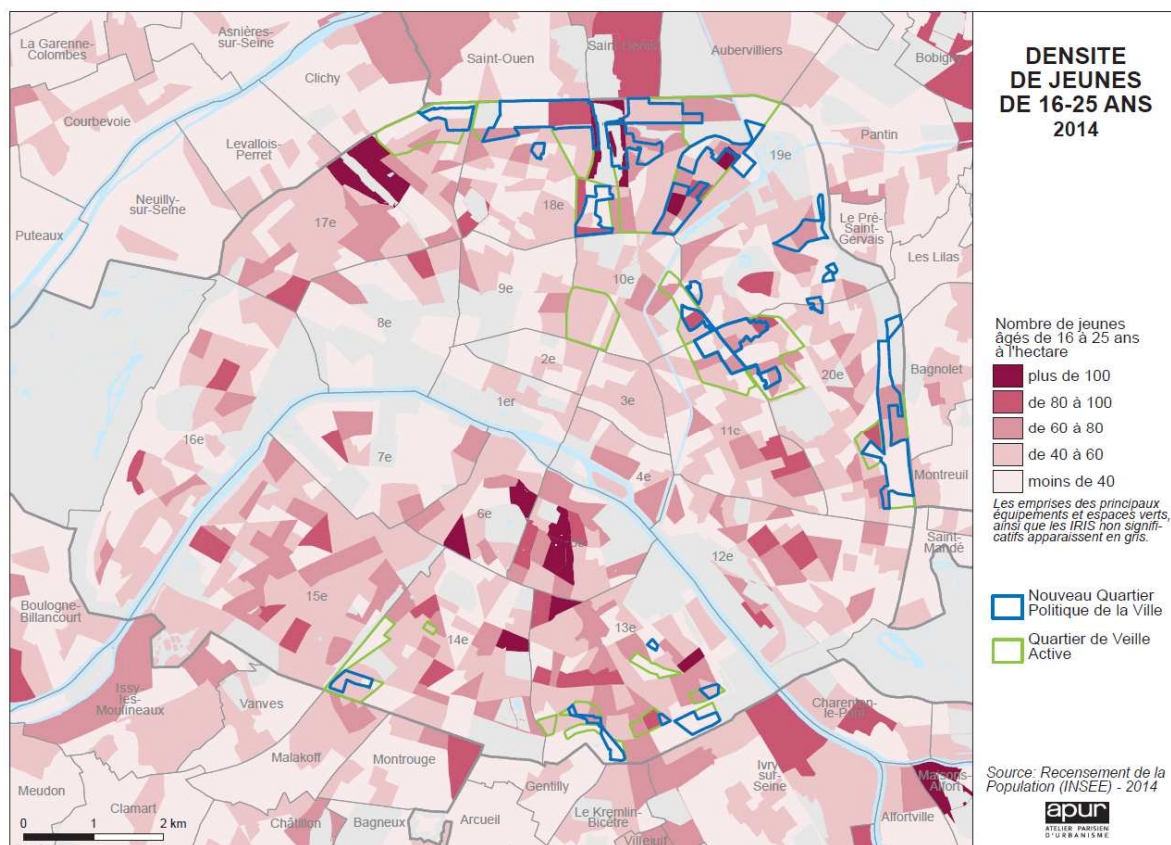 DENSITE
DE JEUNES
DE 16-25 ANS
2014
Nombre de jeunes
âgés de 16 à 25 ans
à l'hectare
plus de 100
de 80 à 100
de 60 à 80
de 40 à 60
moins de 40
Les emprises des principaux
équipements et espaces verts,
ainsi que les IRIS non signifi-
catifs apparaissent en gris.
Nouveau Quartier
Politique de la Ville
Quartier de Veille
Active
Source: Recensement de la
Population (INSEE) - 2014
apur
ATELIER PARISIEN
D'URBANISME
La Garenne-
Colombes
Asnières-
sur-Seine
Saint-Ouen
Saint-Denis
Aubervilliers
Bobigny
Clichy
Courbevoie
Levallois-
Perret
Pantin
19e
Neuilly-
sur-Seine
Puteaux
17e
18e
Le Pré-
Saint-
Gervais
Les Lilas
10e
9e
8e
2e
20e
Bagnolet
1er
3e
11e
16e
7e
4e
Montreuil
6e
12e
Saint-
Mandé
Boulogne-
Billancourt
15e
14e
13e
Issy
les-
Moulineaux
Vanves
Charenton-
le-Pont
Malakoff
Montrouge
Ivry
sur-
Seine
Maisons-
Alfort
Meudon
Clamart
Châtillon
Bagneux
Arcueil
Gentilly
Le Kremlin-
Bicêtre
Villejuif
Alfortville
0 1 2 km